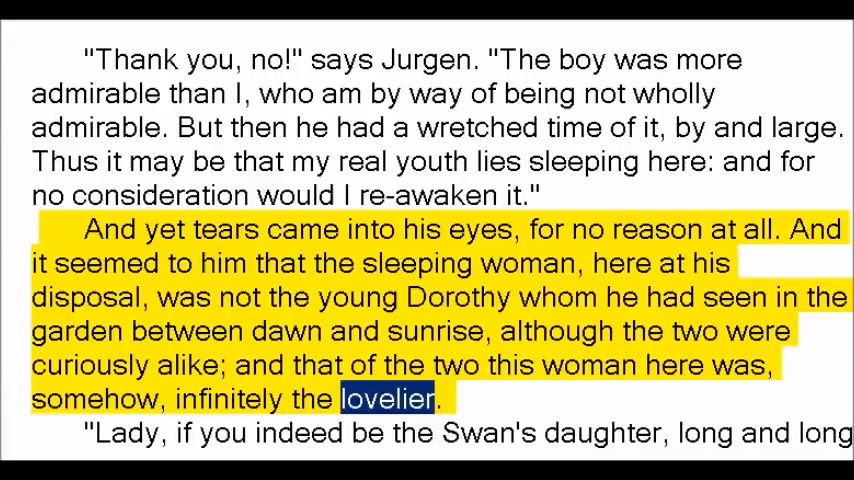 "Thank you, no!" says Jurgen. "The boy was more
admirable than I, who am by way of being not wholly
admirable. But then he had a wretched time of it, by and large.
Thus it may be that my real youth lies sleeping here: and for
no consideration would I re-awaken it."
And yet tears came into his eyes, for no reason at all. And
it seemed to him that the sleeping woman, here at his
disposal, was not the young Dorothy whom he had seen in the
garden between dawn and sunrise, although the two were
curiously alike; and that of the two this woman here was,
somehow, infinitely the lovelier.
"Lady, if you indeed be the Swan's daughter, long and long